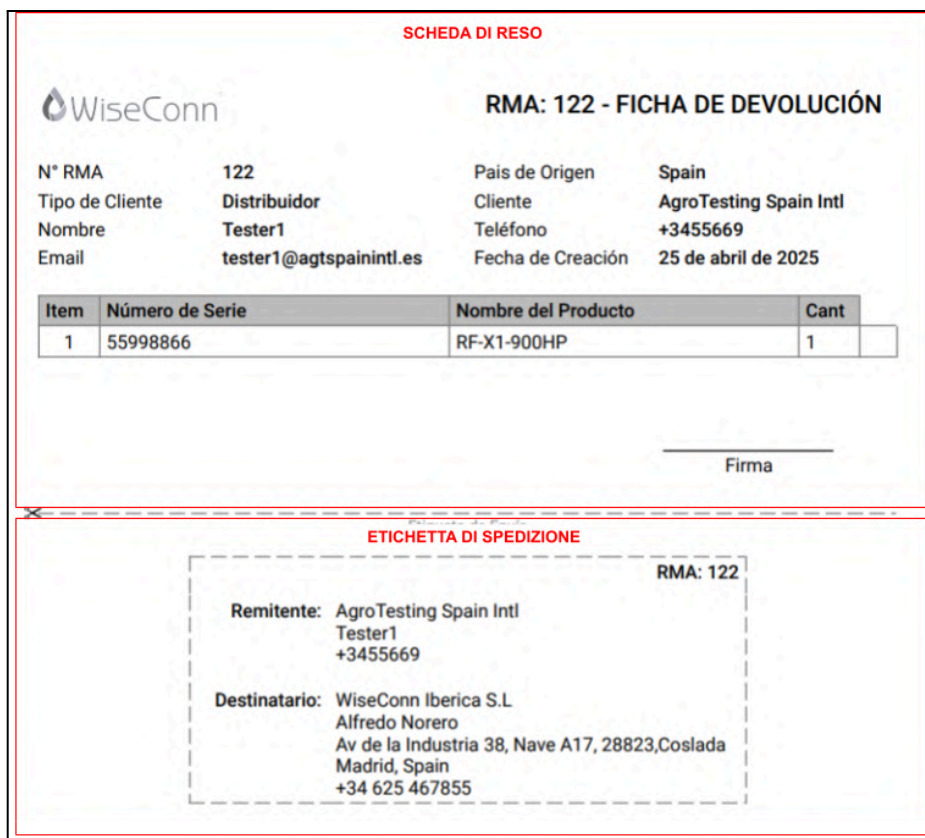 SCHEDA DI RESO
WiseConn
RMA: 122 - FICHA DE DEVOLUCIÓN
N° RMA 122 Pais de Origen Spain
Tipo de Cliente Distribuidor Cliente AgroTesting Spain Intl
Nombre Tester1 Teléfono +3455669
Email tester1@agtspainintl.es Fecha de Creación 25 de abril de 2025
Item Número de Serie Nombre del Producto Cant
1 55998866 RF-X1-900HP 1
Firma
ETICHETTA DI SPEDIZIONE
RMA: 122
Remitente: AgroTesting Spain Intl
Tester1
+3455669
Destinatario: WiseConn Iberica S.L
Alfredo Norero
Av de la Industria 38, Nave A17, 28823,Coslada
Madrid, Spain
+34 625 467855